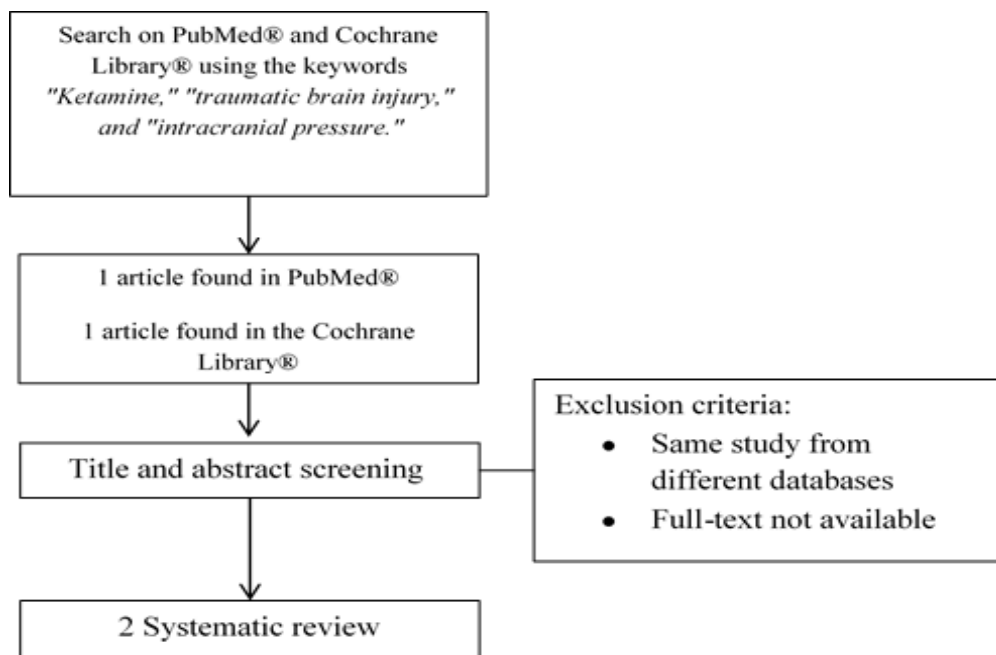 Search on PubMed® and Cochrane
Library® using the keywords
"Ketamine," "traumatic brain injury,"
and "intracranial pressure."
1 article found in PubMed®
1 article found in the Cochrane
Library®
Title and abstract screening
Exclusion criteria:
• Same study from
different databases
• Full-text not available
2 Systematic review